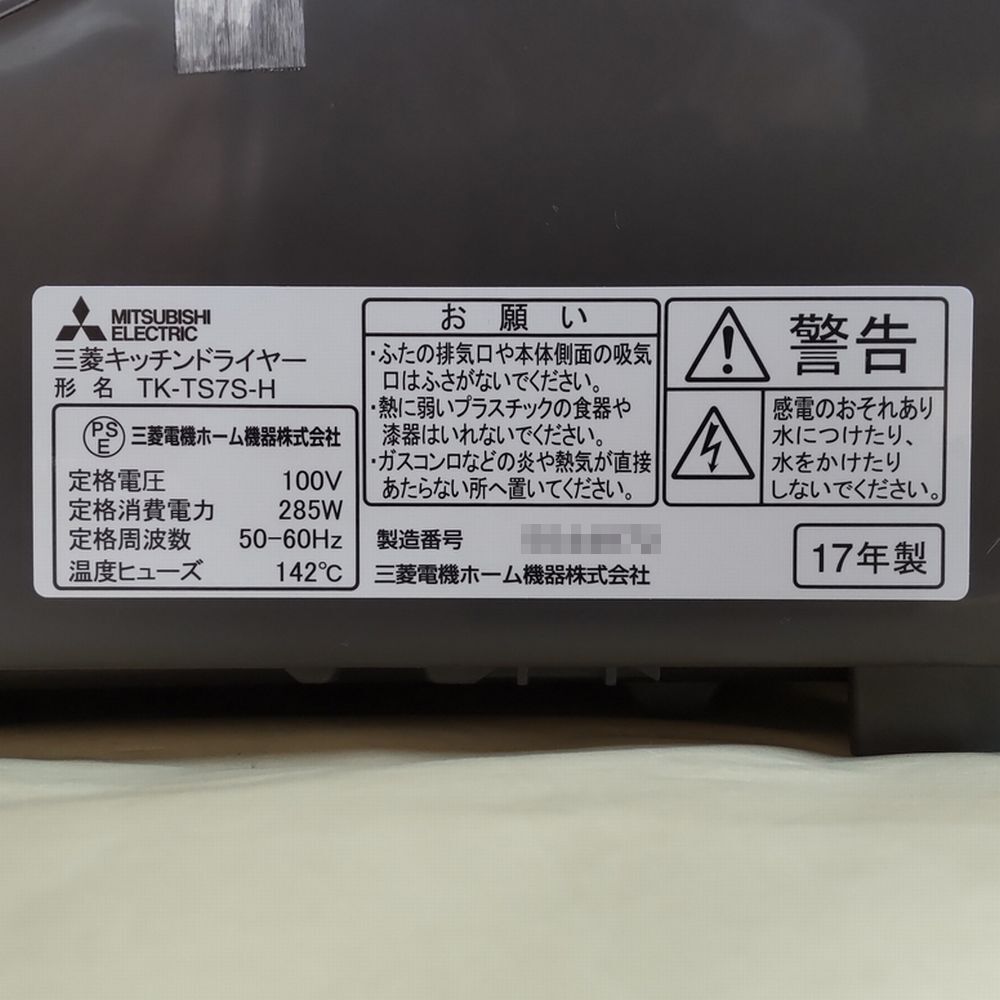 MITSUBISHI
ELECTRIC
三菱キッチンドライヤー
形 名 TK-TS7S-H
PSE 三菱電機ホーム機器株式会社
定格電圧 100V
定格消費電力 285W
定格周波数 50-60Hz
温度ヒューズ 142℃
お 願 い
・ふたの排気口や本体側面の吸気
口はふさがないでください。
・熱に弱いプラスチックの食器や
漆器はいれないでください。
・ガスコンロなどの炎や熱気が直接
あたらない所へ置いてください。
製造番号
三菱電機ホーム機器株式会社
警告
感電のおそれあり
水につけたり、
水をかけたり
しないでください。
17年製